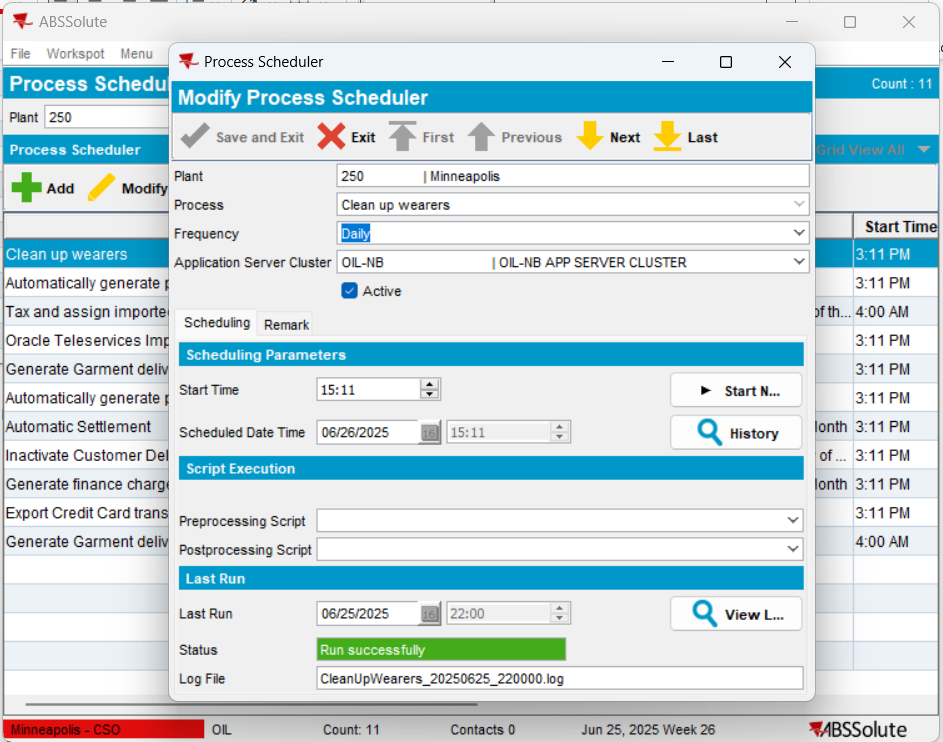 ABSSolute
File Workspot Menu
Process Schedu
Count : 11
Plant 250
Process Scheduler
Grid View All
Add Modify
Start Time
Clean up wearers 3:11 PM
Automatically generate p 3:11 PM
Tax and assign importe of th... 4:00 AM
Oracle Teleservices Imp 3:11 PM
Generate Garment deliv 3:11 PM
Automatically generate p 3:11 PM
Automatic Settlement Month 3:11 PM
Inactivate Customer Del of ... 3:11 PM
Generate finance charge Month 3:11 PM
Export Credit Card trans 3:11 PM
Generate Garment deliv 4:00 AM
Process Scheduler
Modify Process Scheduler
Save and Exit Exit First Previous Next Last
Plant 250 | Minneapolis
Process Clean up wearers
Frequency Daily
Application Server Cluster OIL-NB | OIL-NB APP SERVER CLUSTER
Active
Scheduling Remark
Scheduling Parameters
Start Time 15:11 Start N...
Scheduled Date Time 06/26/2025 16 15:11 History
Script Execution
Preprocessing Script
Postprocessing Script
Last Run
Last Run 06/25/2025 16 22:00 View L...
Status Run successfully
Log File CleanUpWearers_20250625_220000.log
Minneapolis - CSO OIL Count: 11 Contacts 0 Jun 25, 2025 Week 26 ABSSolute